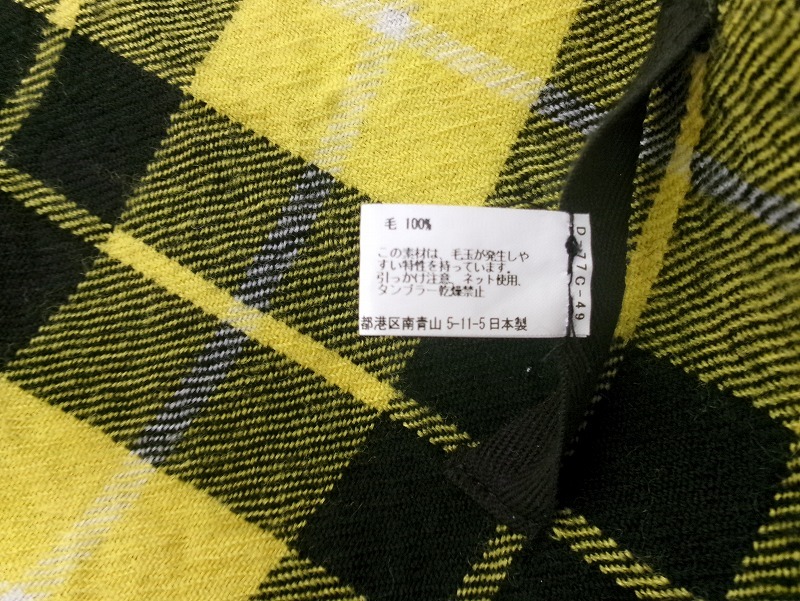 毛 100%
この素材は、毛玉が発生しや
すい特性を持っています。
引っかけ注意、ネット使用、
タンブラー乾燥禁止
都港区南青山 5-11-5 日本製
D-77C-49